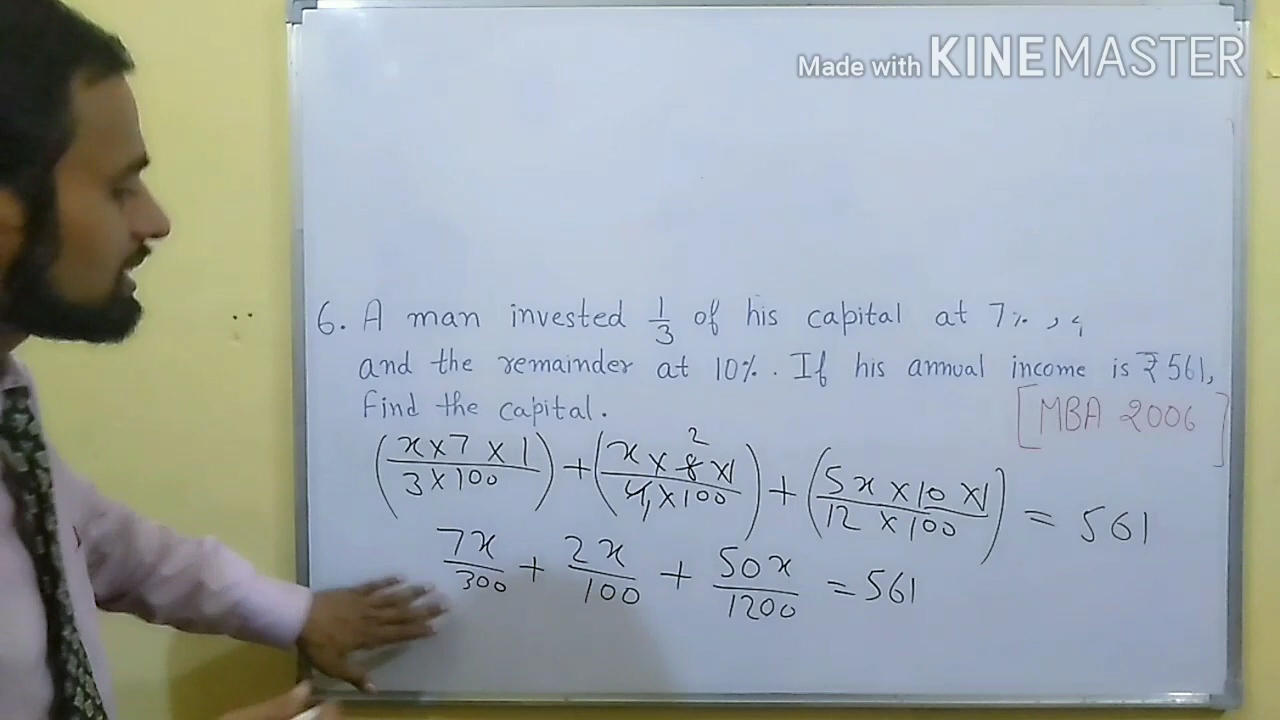 Made with KINEMASTER
6. A man invested 1/3 of his capital at 7%,
and the remainder at 10%. If his annual income is ₹561,
Find the capital.
[MBA 2006]
(x×7×1 / 3×100) + (x×8×1 / 4×100) + (5x×10×1 / 12×100) = 561
2 1
7x/300 + 2x/100 + 50x/1200 = 561